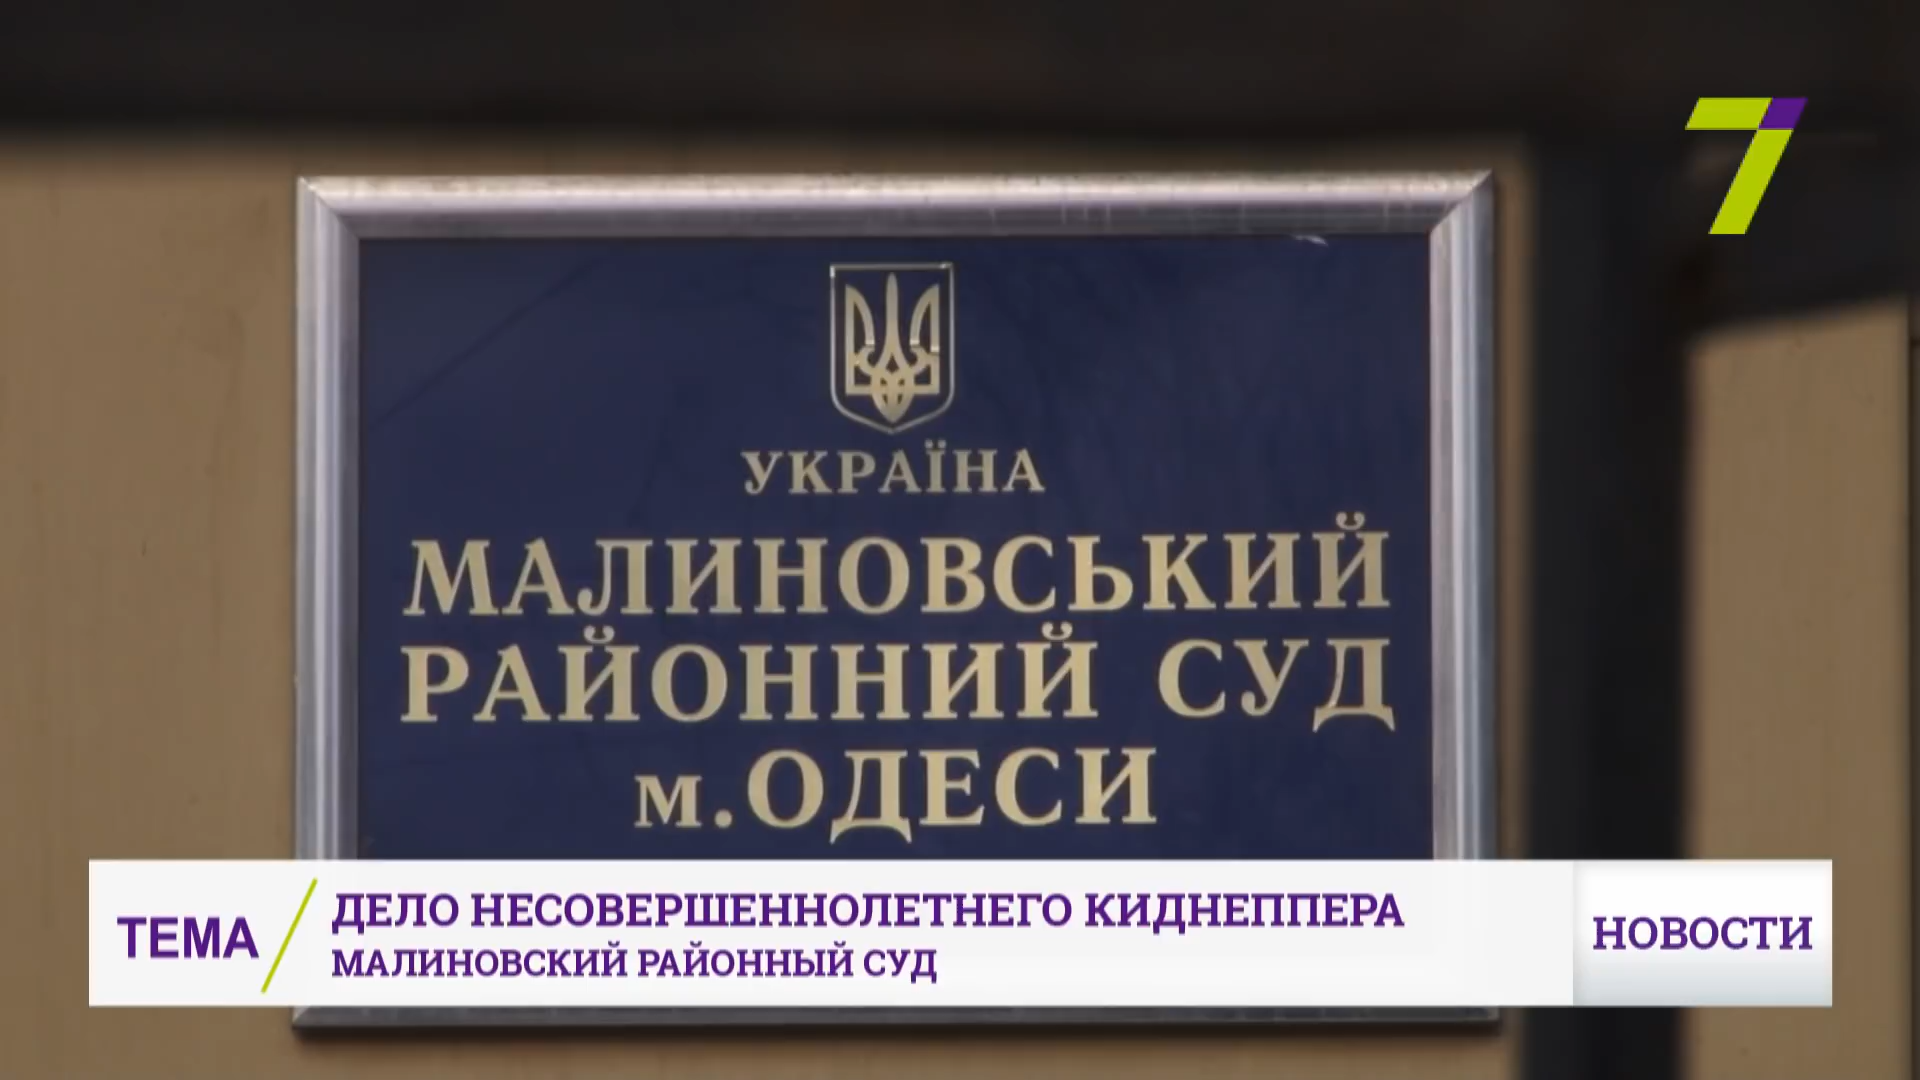 7
УКРАЇНА
МАЛИНОВСЬКИЙ
РАЙОННИЙ СУД
м.ОДЕСИ
ТЕМА
ДЕЛО НЕСОВЕРШЕННОЛЕТНЕГО КИДНЕППЕРА
МАЛИНОВСКИЙ РАЙОННЫЙ СУД
НОВОСТИ